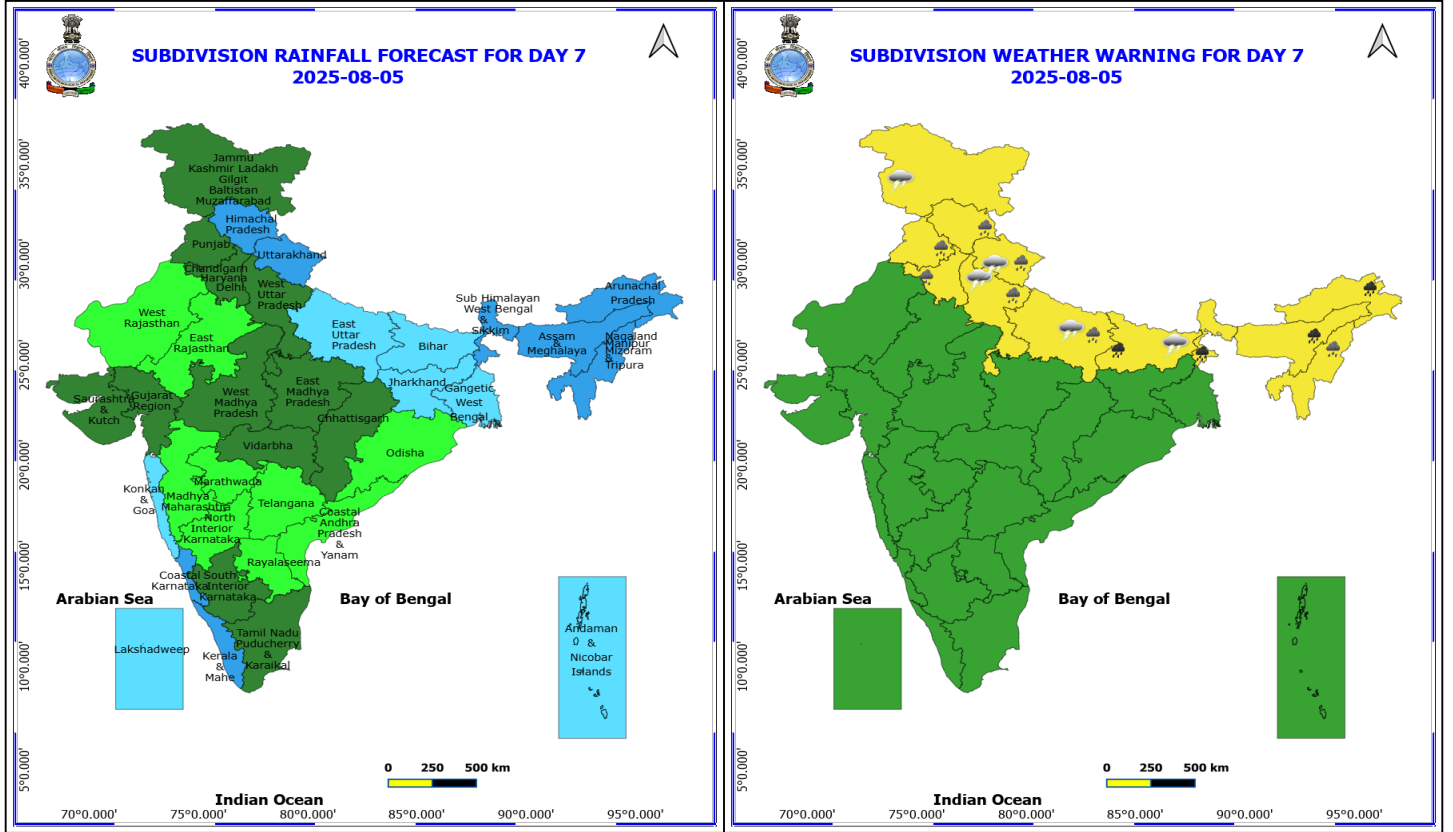 SUBDIVISION RAINFALL FORECAST FOR DAY 7
2025-08-05
40°0.000'
35°0.000'
30°0.000'
25°0.000'
20°0.000'
15°0.000'
10°0.000'
5°0.000'
Jammu
Kashmir Ladakh
Gilgit
Baltistan
Muzaffarabad
Himachal
Pradesh
Punjab
Uttarakhand
Chandigarh
Haryana
Delhi
West
Uttar
Pradesh
West
Rajasthan
East
Rajasthan
East
Uttar
Pradesh
Bihar
Sub Himalayan
West Bengal
&
Sikkim
Arunachal
Pradesh
Assam
&
Meghalaya
Nagaland
Manipur
Mizoram
&
Tripura
Jharkhand
Gangetic
West
Bengal
Saurashtra
&
Kutch
Gujarat
Region
West
Madhya
Pradesh
East
Madhya
Pradesh
Chhattisgarh
Vidarbha
Odisha
Konkan
&
Goa
Madhya
Maharashtra
Marathwada
Telangana
North
Interior
Karnataka
Coastal
Andhra
Pradesh
&
Yanam
Rayalaseema
Coastal
Karnataka
South
Interior
Karnataka
Tamil Nadu
Puducherry
&
Karaikal
Kerala
&
Mahe
Arabian Sea
Bay of Bengal
Lakshadweep
Andaman
&
Nicobar
Islands
0 250 500 km
Indian Ocean
70°0.000' 75°0.000' 80°0.000' 85°0.000' 90°0.000' 95°0.000'
SUBDIVISION WEATHER WARNING FOR DAY 7
2025-08-05
40°0.000'
35°0.000'
30°0.000'
25°0.000'
20°0.000'
15°0.000'
10°0.000'
5°0.000'
Arabian Sea
Bay of Bengal
0 250 500 km
Indian Ocean
70°0.000' 75°0.000' 80°0.000' 85°0.000' 90°0.000' 95°0.000'